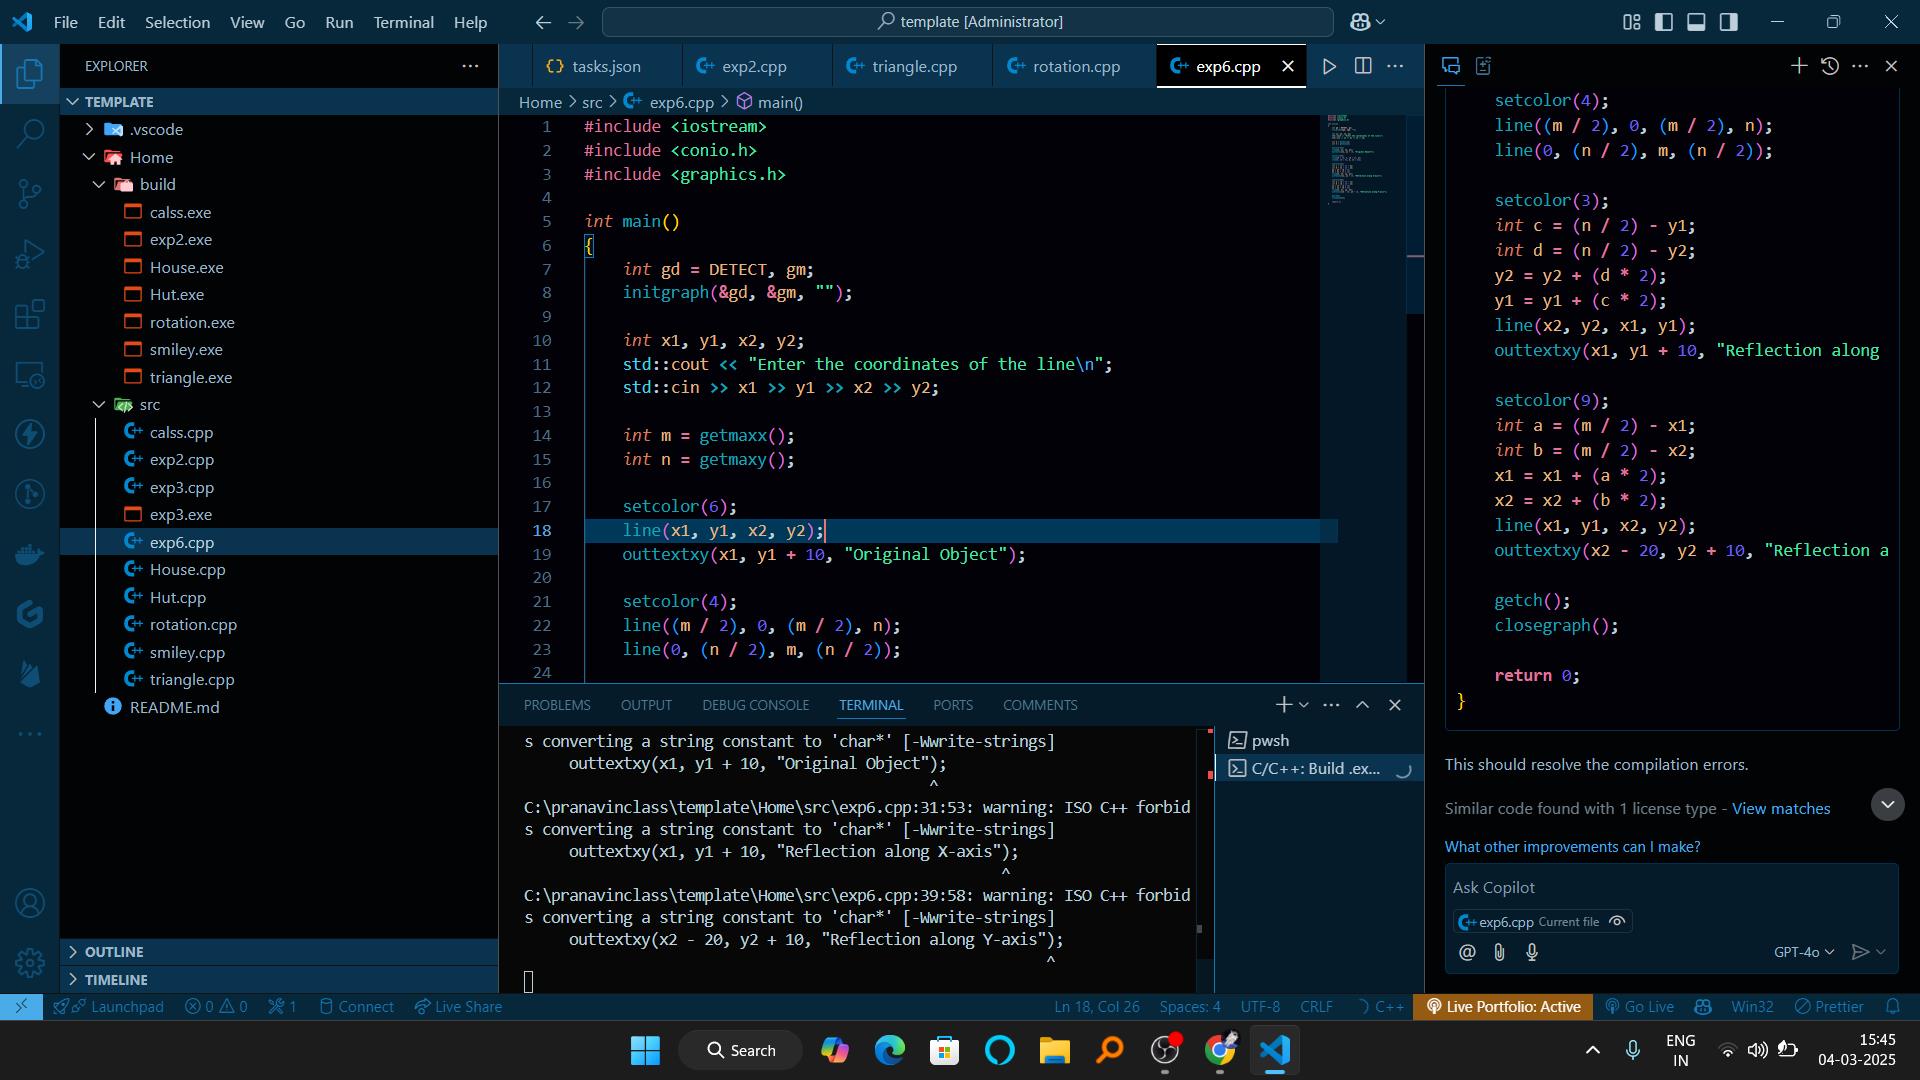 File Edit Selection View Go Run Terminal Help
template [Administrator]
EXPLORER
TEMPLATE
.vscode
Home
build
calss.exe
exp2.exe
House.exe
Hut.exe
rotation.exe
smiley.exe
triangle.exe
src
calss.cpp
exp2.cpp
exp3.cpp
exp3.exe
exp6.cpp
House.cpp
Hut.cpp
rotation.cpp
smiley.cpp
triangle.cpp
README.md
OUTLINE
TIMELINE
tasks.json exp2.cpp triangle.cpp rotation.cpp exp6.cpp
Home > src > exp6.cpp > main()
1 #include <iostream>
2 #include <conio.h>
3 #include <graphics.h>
4
5 int main()
6 {
7 int gd = DETECT, gm;
8 initgraph(&gd, &gm, "");
9
10 int x1, y1, x2, y2;
11 std::cout << "Enter the coordinates of the line\n";
12 std::cin >> x1 >> y1 >> x2 >> y2;
13
14 int m = getmaxx();
15 int n = getmaxy();
16
17 setcolor(6);
18 line(x1, y1, x2, y2);
19 outtextxy(x1, y1 + 10, "Original Object");
20
21 setcolor(4);
22 line((m / 2), 0, (m / 2), n);
23 line(0, (n / 2), m, (n / 2));
24
PROBLEMS OUTPUT DEBUG CONSOLE TERMINAL PORTS COMMENTS
s converting a string constant to 'char*' [-Wwrite-strings]
outtextxy(x1, y1 + 10, "Original Object");
^
C:\pranavinclass\template\Home\src\exp6.cpp:31:53: warning: ISO C++ forbid
s converting a string constant to 'char*' [-Wwrite-strings]
outtextxy(x1, y1 + 10, "Reflection along X-axis");
^
C:\pranavinclass\template\Home\src\exp6.cpp:39:58: warning: ISO C++ forbid
s converting a string constant to 'char*' [-Wwrite-strings]
outtextxy(x2 - 20, y2 + 10, "Reflection along Y-axis");
^
pwsh
C/C++: Build .ex...
setcolor(4);
line((m / 2), 0, (m / 2), n);
line(0, (n / 2), m, (n / 2));
setcolor(3);
int c = (n / 2) - y1;
int d = (n / 2) - y2;
y2 = y2 + (d * 2);
y1 = y1 + (c * 2);
line(x2, y2, x1, y1);
outtextxy(x1, y1 + 10, "Reflection along
setcolor(9);
int a = (m / 2) - x1;
int b = (m / 2) - x2;
x1 = x1 + (a * 2);
x2 = x2 + (b * 2);
line(x1, y1, x2, y2);
outtextxy(x2 - 20, y2 + 10, "Reflection a
getch();
closegraph();
return 0;
}
This should resolve the compilation errors.
Similar code found with 1 license type - View matches
What other improvements can I make?
Ask Copilot
exp6.cpp Current file
GPT-4o
Launchpad 0 0 1 Connect Live Share Ln 18, Col 26 Spaces: 4 UTF-8 CRLF C++ Live Portfolio: Active Go Live Win32 Prettier
Search
ENG
IN
15:45
04-03-2025